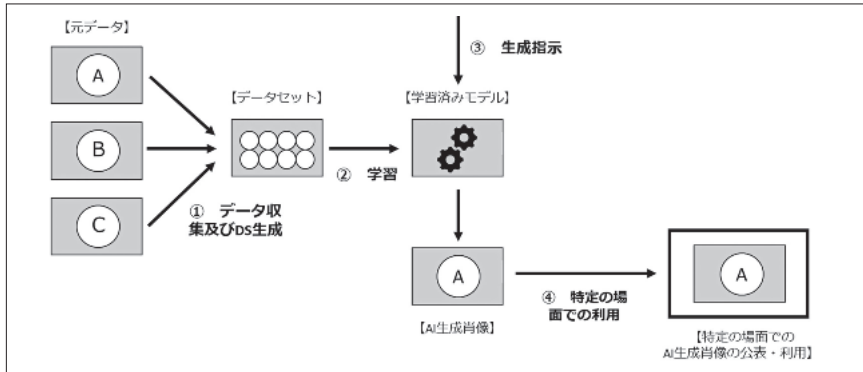 【元データ】
A
B
C
① データ収
集及びDS生成
【データセット】
② 学習
③ 生成指示
【学習済みモデル】
A
【AI生成肖像】
④ 特定の場
面での利用
A
【特定の場面での
AI生成肖像の公表・利用】